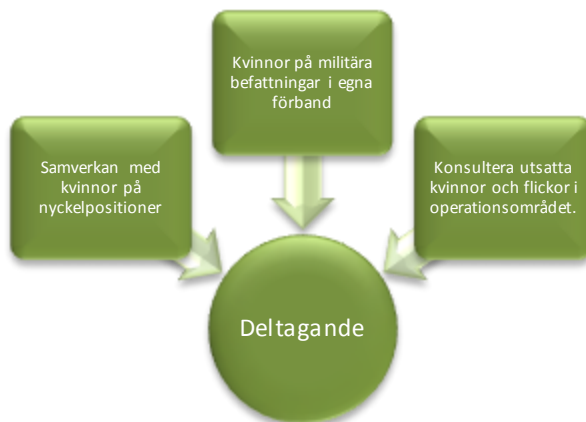 Kvinnor på militära
befattningar i egna
förband
Samverkan med
kvinnor på
nyckelpositioner
Konsultera utsatta
kvinnor och flickor i
operationsområdet.
Deltagande